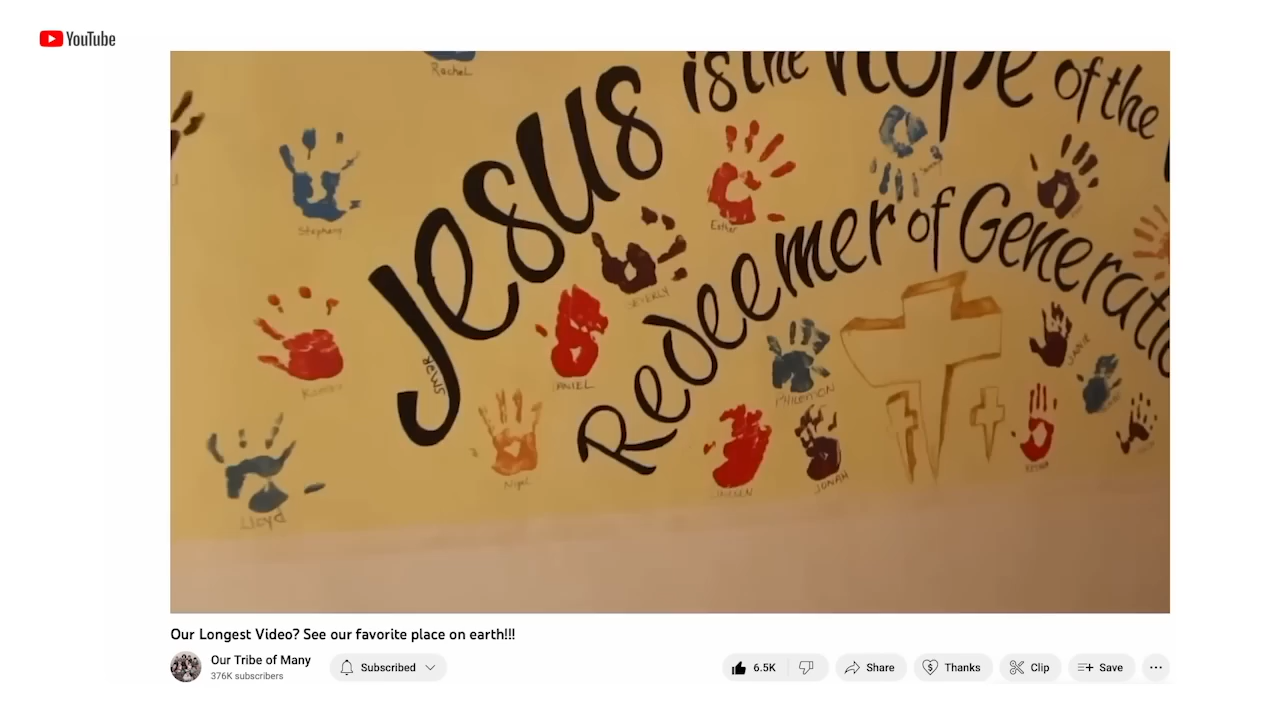 YouTube
Rachel
Jesus is the Hope of the
Stephany
Esther
Redeemer of Generatio
BEVERLY
JANIE
DANIEL
PHILEMON
Nigel
JONAH
Lloyd
Our Longest Video? See our favorite place on earth!!!
Our Tribe of Many
376K subscribers
Subscribed
6.5K
Share
Thanks
Clip
Save